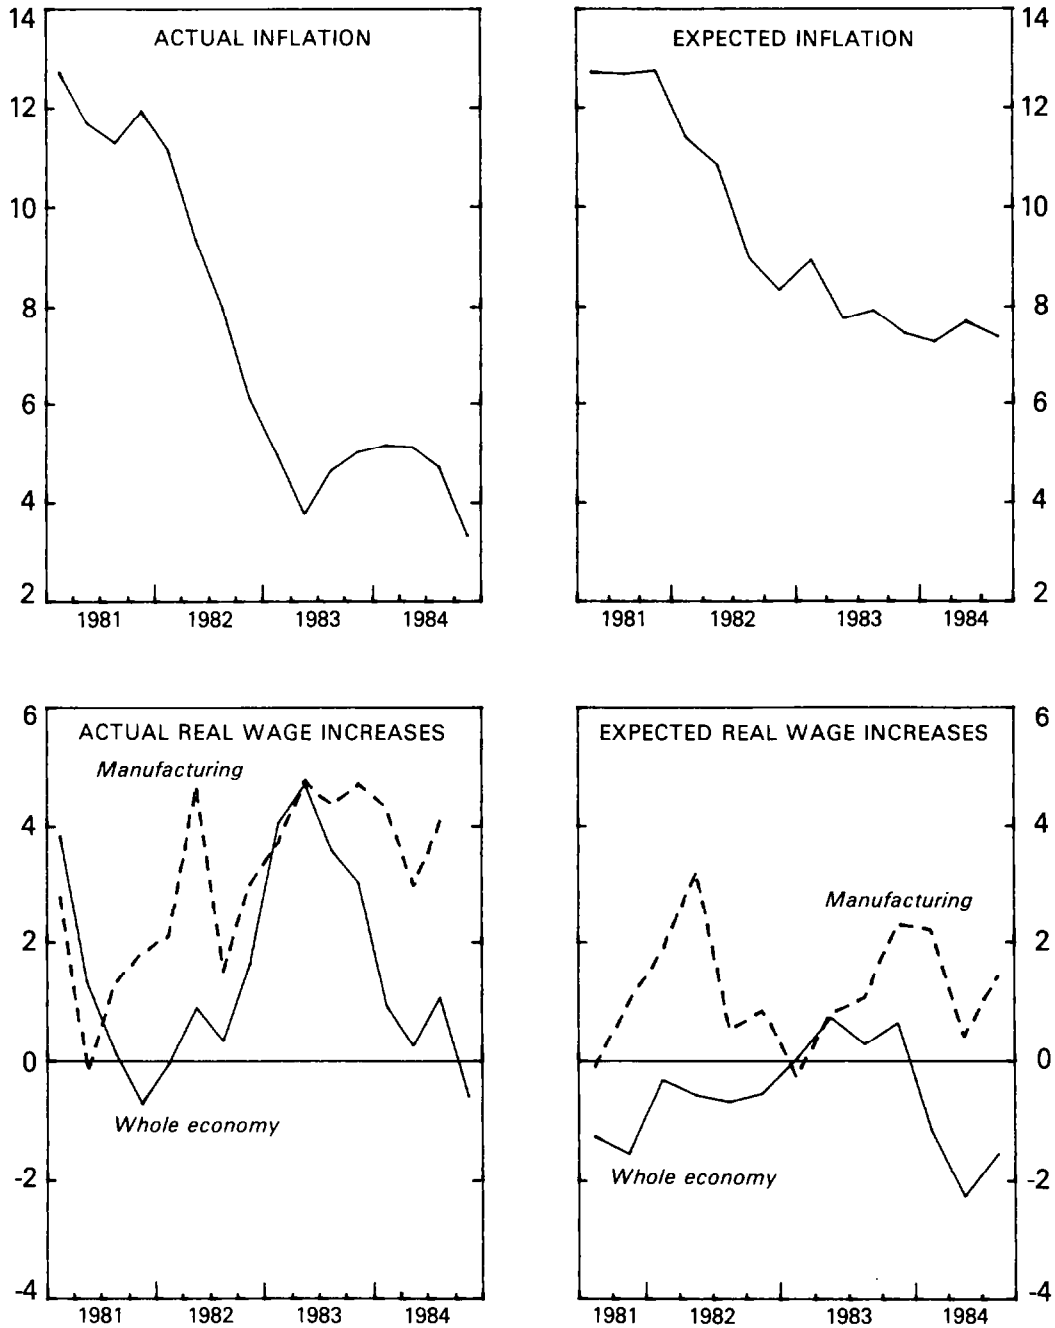 ACTUAL INFLATION
14
12
10
8
6
4
2
1981 1982 1983 1984
EXPECTED INFLATION
14
12
10
8
6
4
2
1981 1982 1983 1984
ACTUAL REAL WAGE INCREASES
Manufacturing
Whole economy
6
4
2
0
-2
-4
1981 1982 1983 1984
EXPECTED REAL WAGE INCREASES
Manufacturing
Whole economy
6
4
2
0
-2
-4
1981 1982 1983 1984